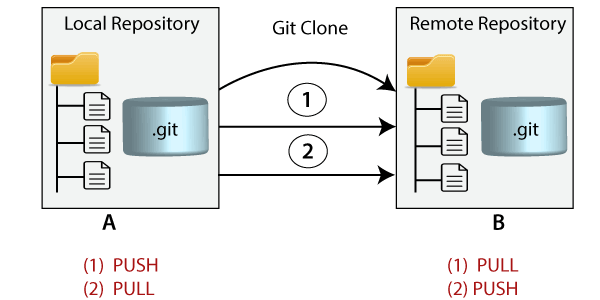 Local Repository
Git Clone
Remote Repository
1
.git
.git
2
A
B
(1) PUSH
(2) PULL
(1) PULL
(2) PUSH